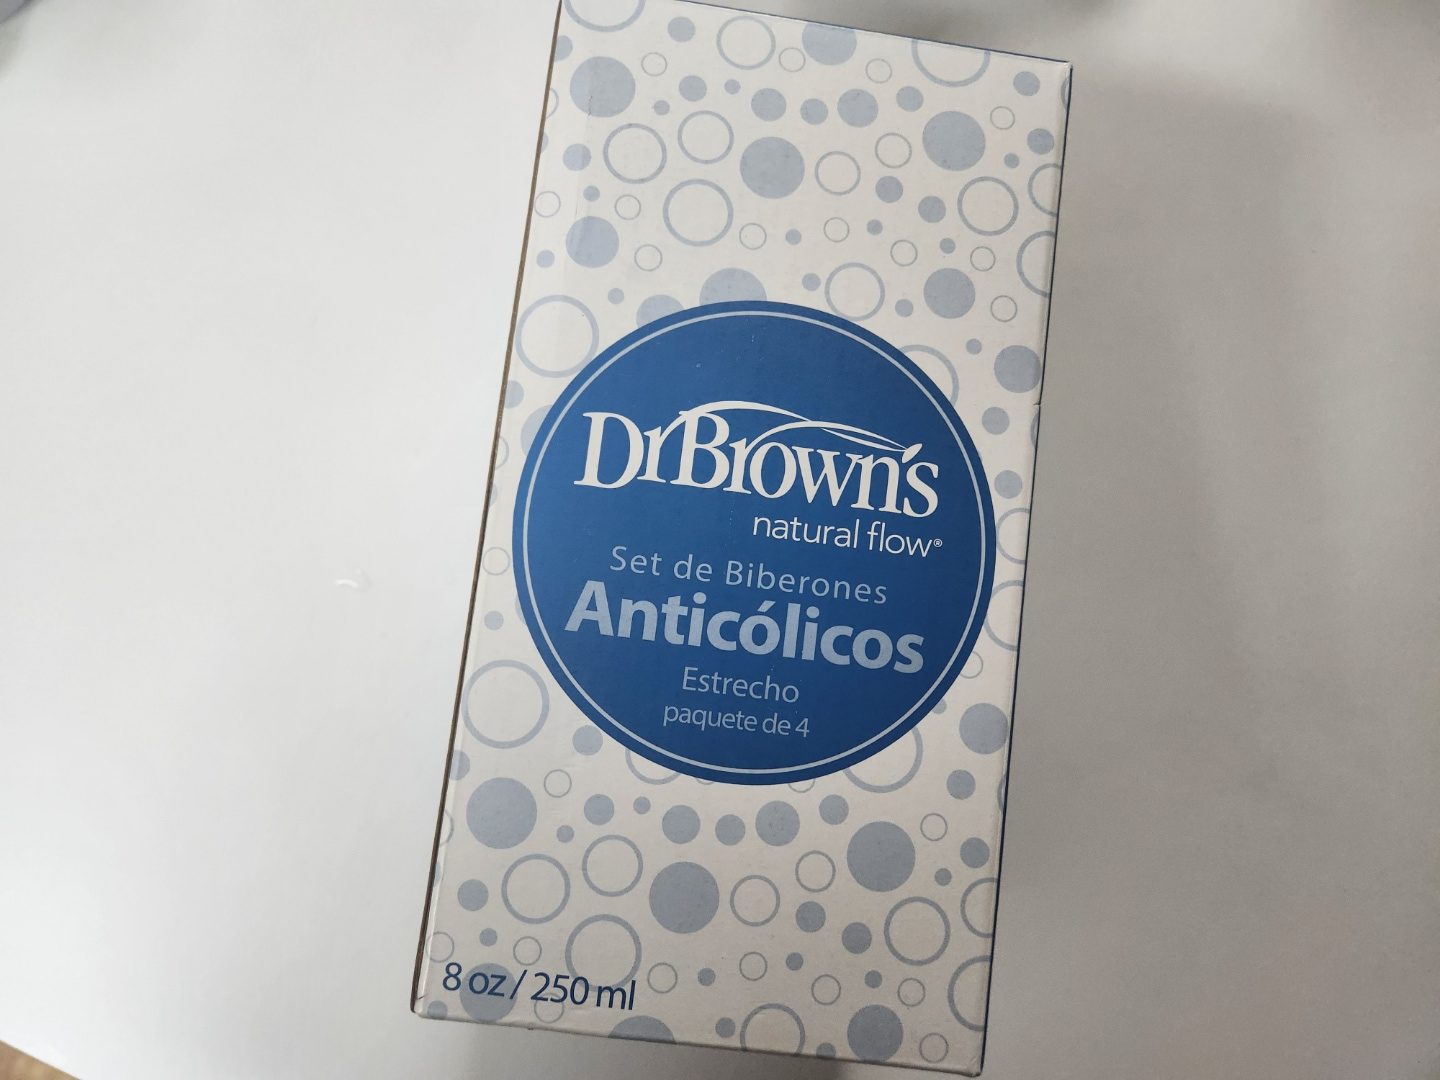 DrBrown's
natural flow®
Set de Biberones
Anticólicos
Estrecho
paquete de 4
8 oz / 250 ml